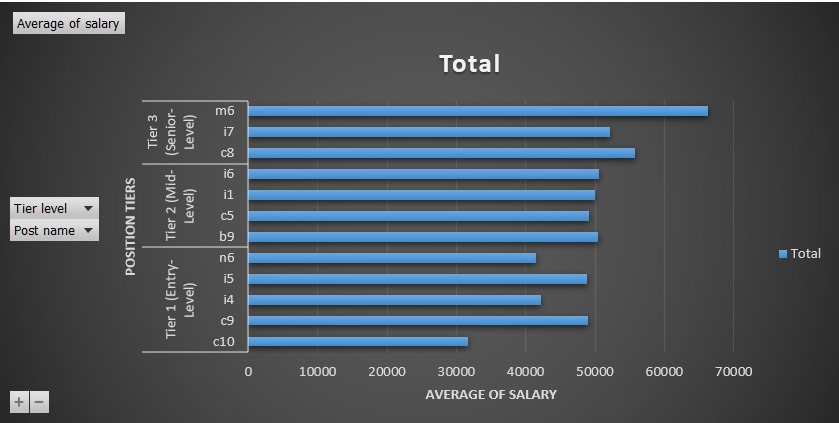 Average of salary
Total
Tier 3
(Senior-
Level)
m6
i7
c8
Tier 2 (Mid-
Level)
i6
i1
c5
b9
Tier 1 (Entry-
Level)
n6
i5
i4
c9
c10
POSITION TIERS
Tier level
Post name
Total
0 10000 20000 30000 40000 50000 60000 70000
AVERAGE OF SALARY
+ −